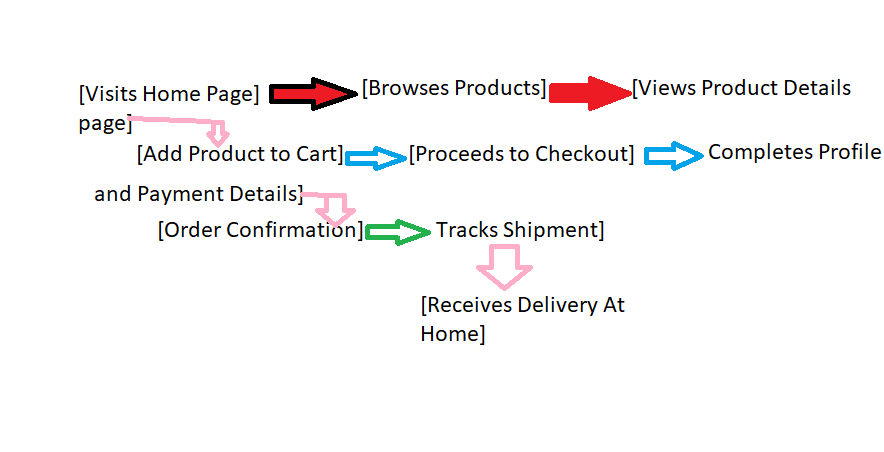 [Visits Home Page] [Browses Products] [Views Product Details
page]
[Add Product to Cart] [Proceeds to Checkout] Completes Profile
and Payment Details]
[Order Confirmation] Tracks Shipment]
[Receives Delivery At
Home]